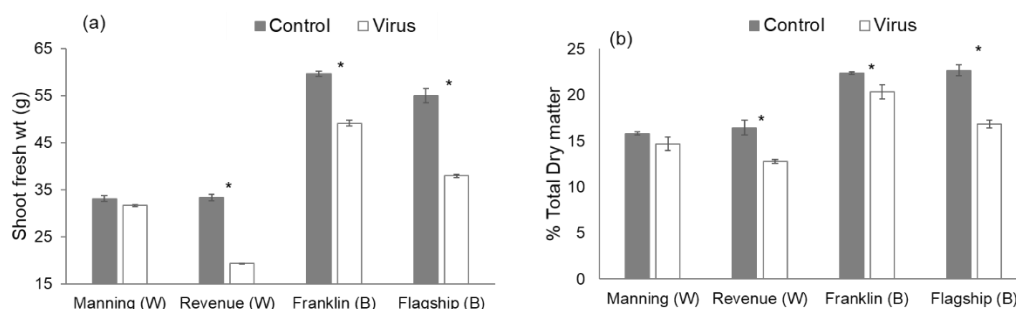 (a)
Control Virus
Shoot fresh wt (g)
65
55
45
35
25
15
*
*
*
Manning (W) Revenue (W) Franklin (B) Flagship (B)
(b)
Control Virus
% Total Dry matter
25
20
15
10
5
0
*
*
*
Manning (W) Revenue (W) Franklin (B) Flagship (B)